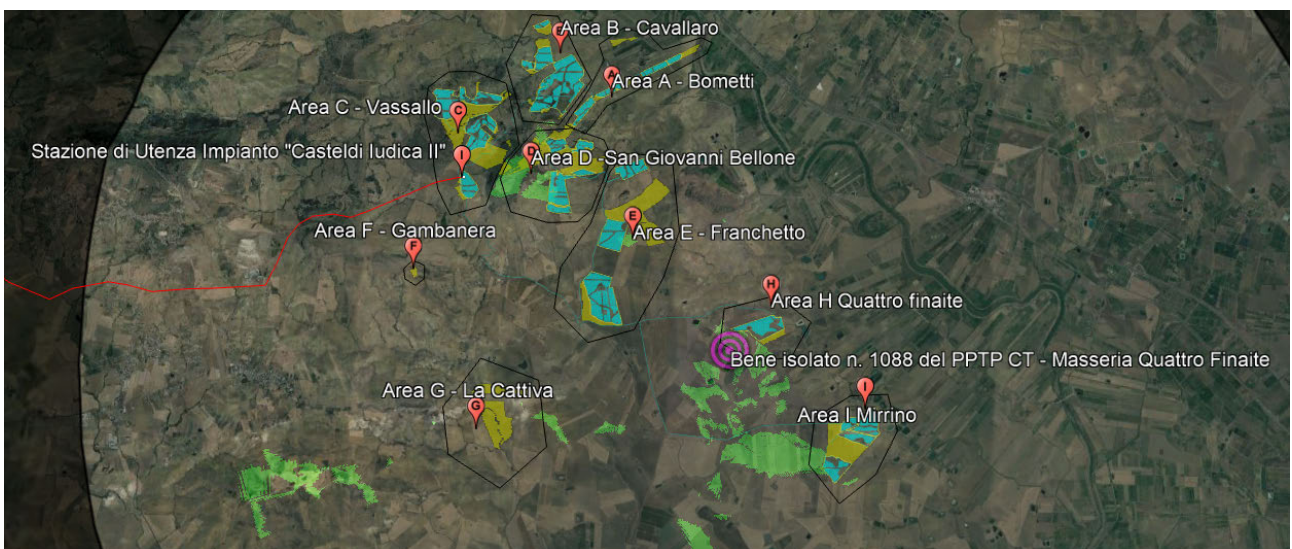 B
Area B - Cavallaro
A
Area A - Bometti
Area C - Vassallo
C
Stazione di Utenza Impianto "Casteldi Iudica II"
I
D
Area D -San Giovanni Bellone
Area F - Gambanera
F
E
Area E - Franchetto
H
Area H Quattro finaite
Bene isolato n. 1088 del PPTP CT - Masseria Quattro Finaite
Area G - La Cattiva
G
I
Area I Mirrino